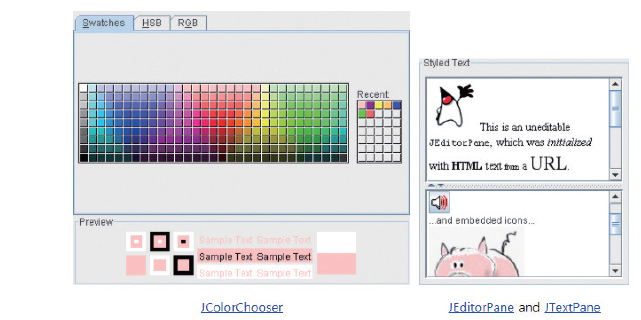 Swatches HSB RGB
Recent:
Preview
Sample Text Sample Text
Sample Text Sample Text
Sample Text Sample Text
JColorChooser
Styled Text
This is an uneditable
JEditorPane, which was initialized
with HTML text from a URL.
...and embedded icons...
JEditorPane and JTextPane